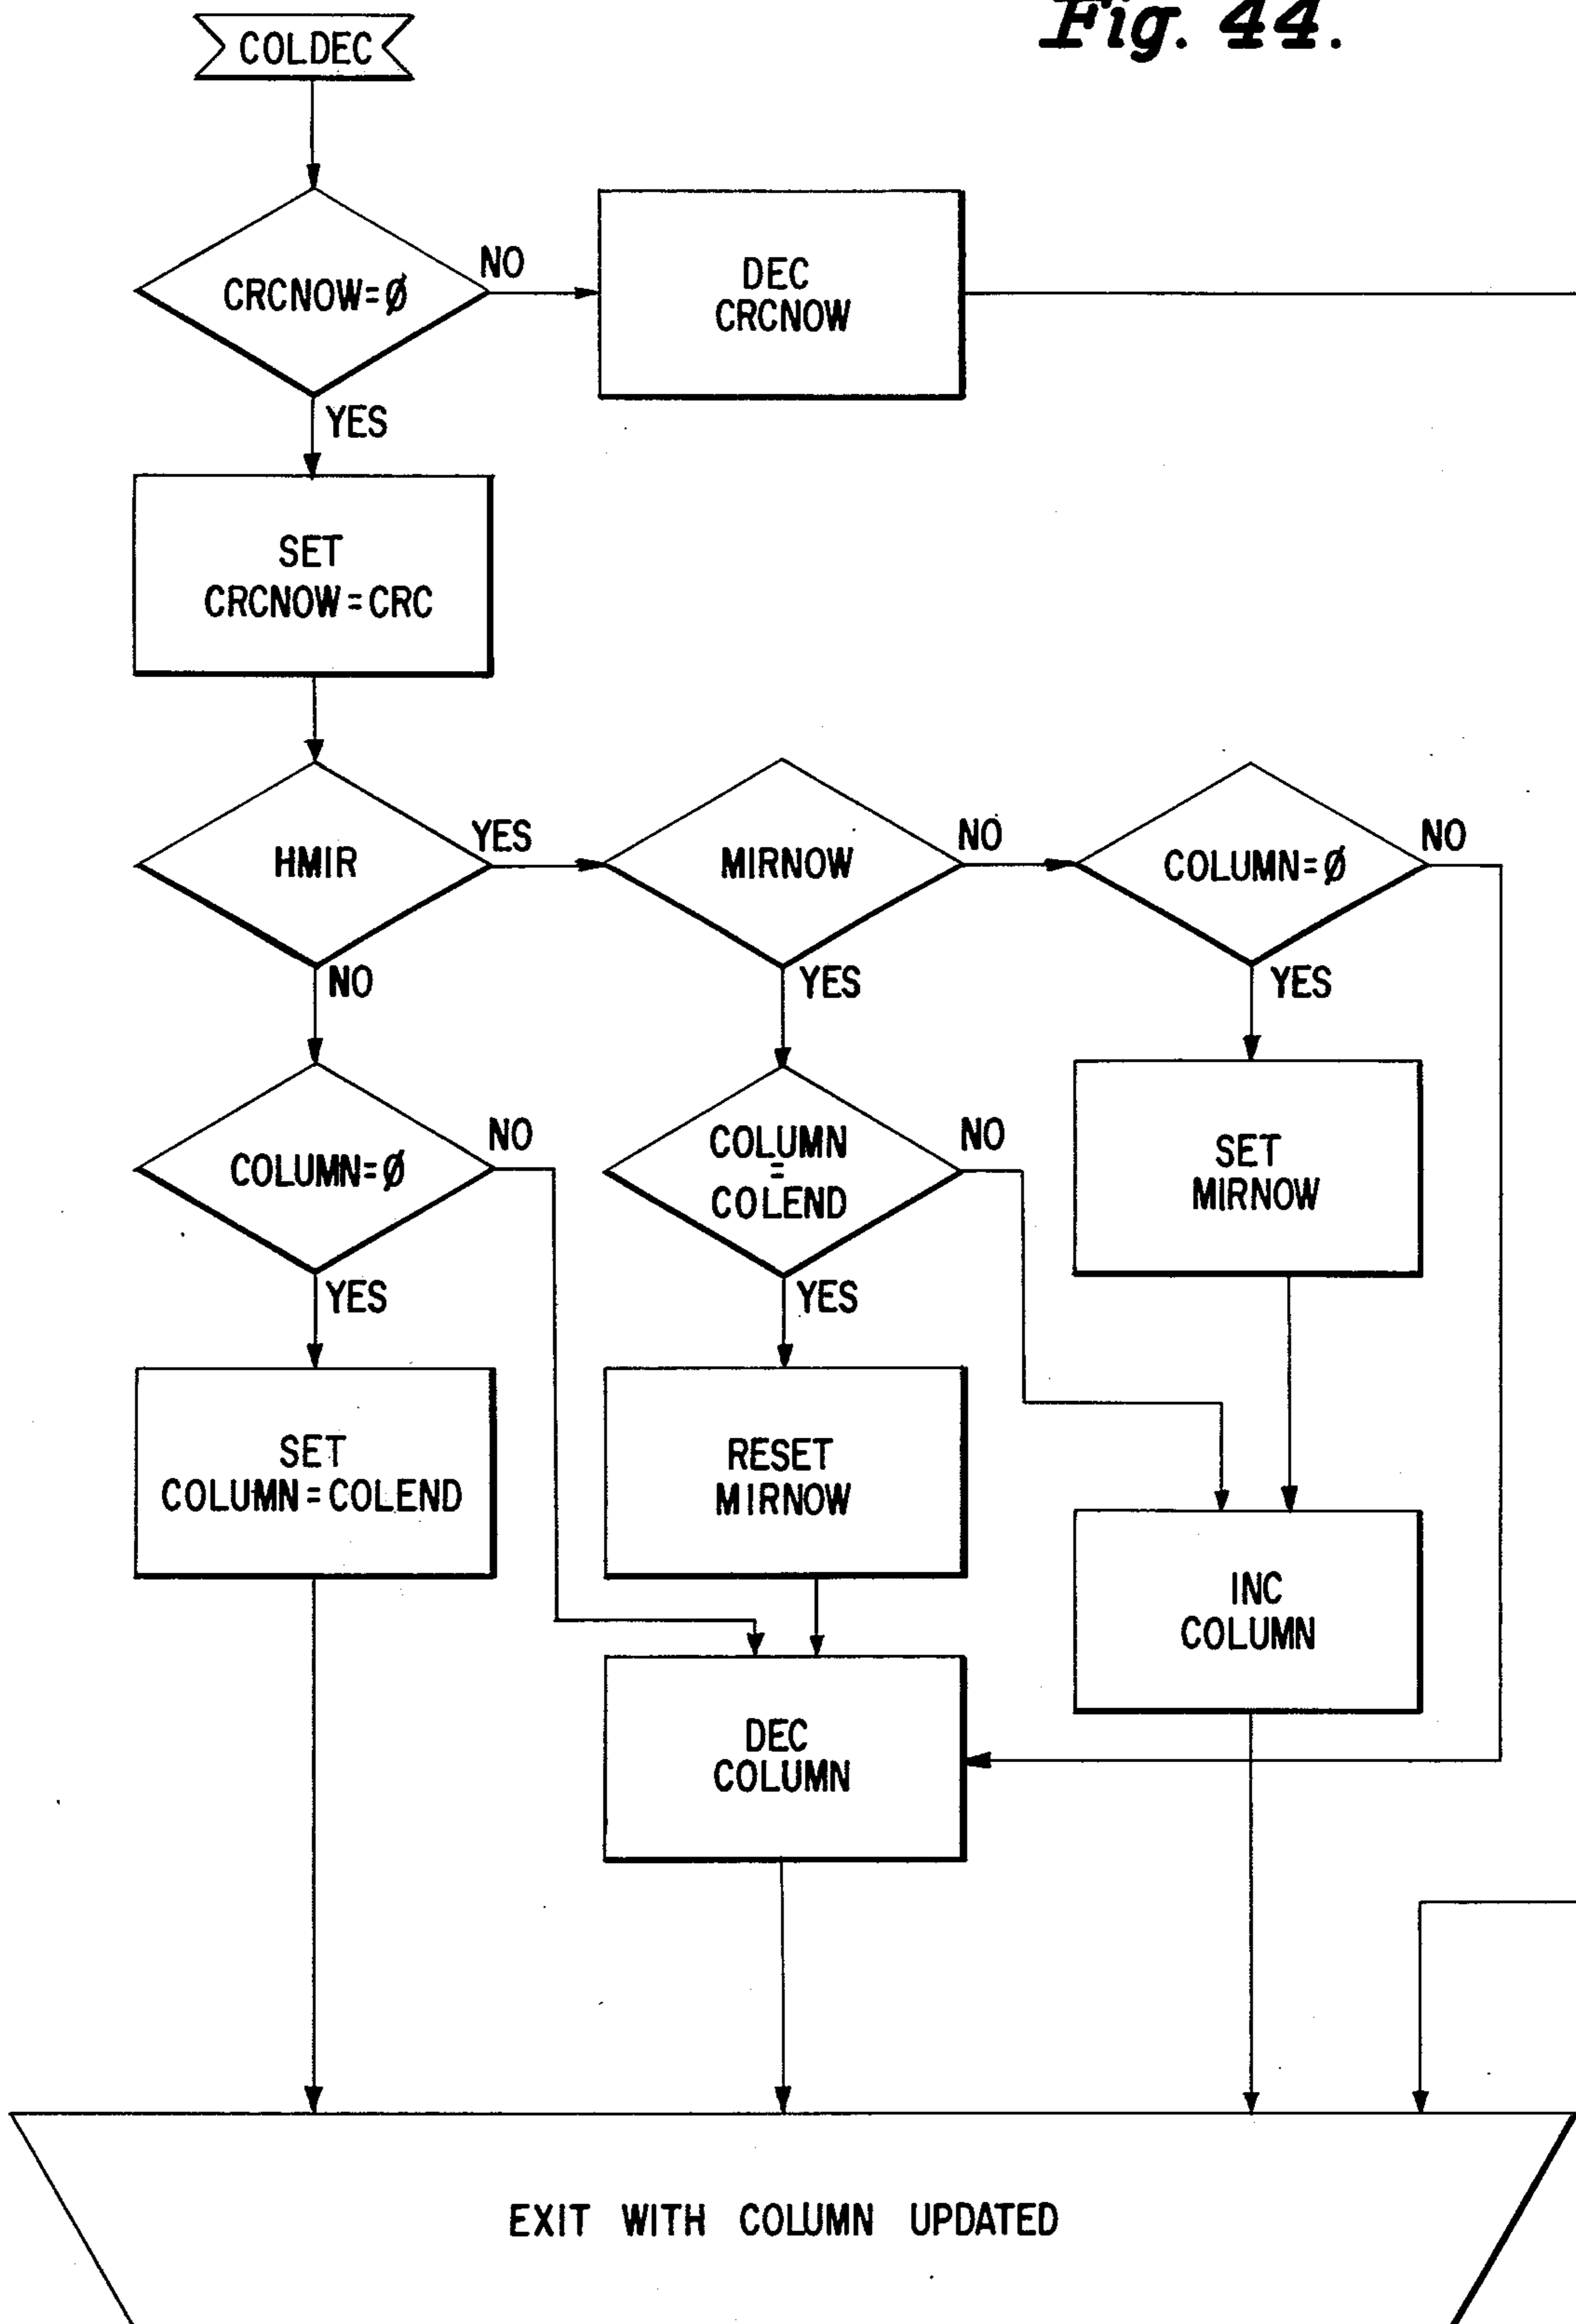 Fig. 44.
COLDEC
CRCNOW=Ø
NO
DEC
CRCNOW
YES
SET
CRCNOW=CRC
HMIR
YES
MIRNOW
NO
COLUMN=Ø
NO
NO
YES
YES
COLUMN=Ø
NO
COLUMN
=
COLEND
NO
SET
MIRNOW
YES
YES
SET
COLUMN=COLEND
RESET
MIRNOW
INC
COLUMN
DEC
COLUMN
EXIT WITH COLUMN UPDATED